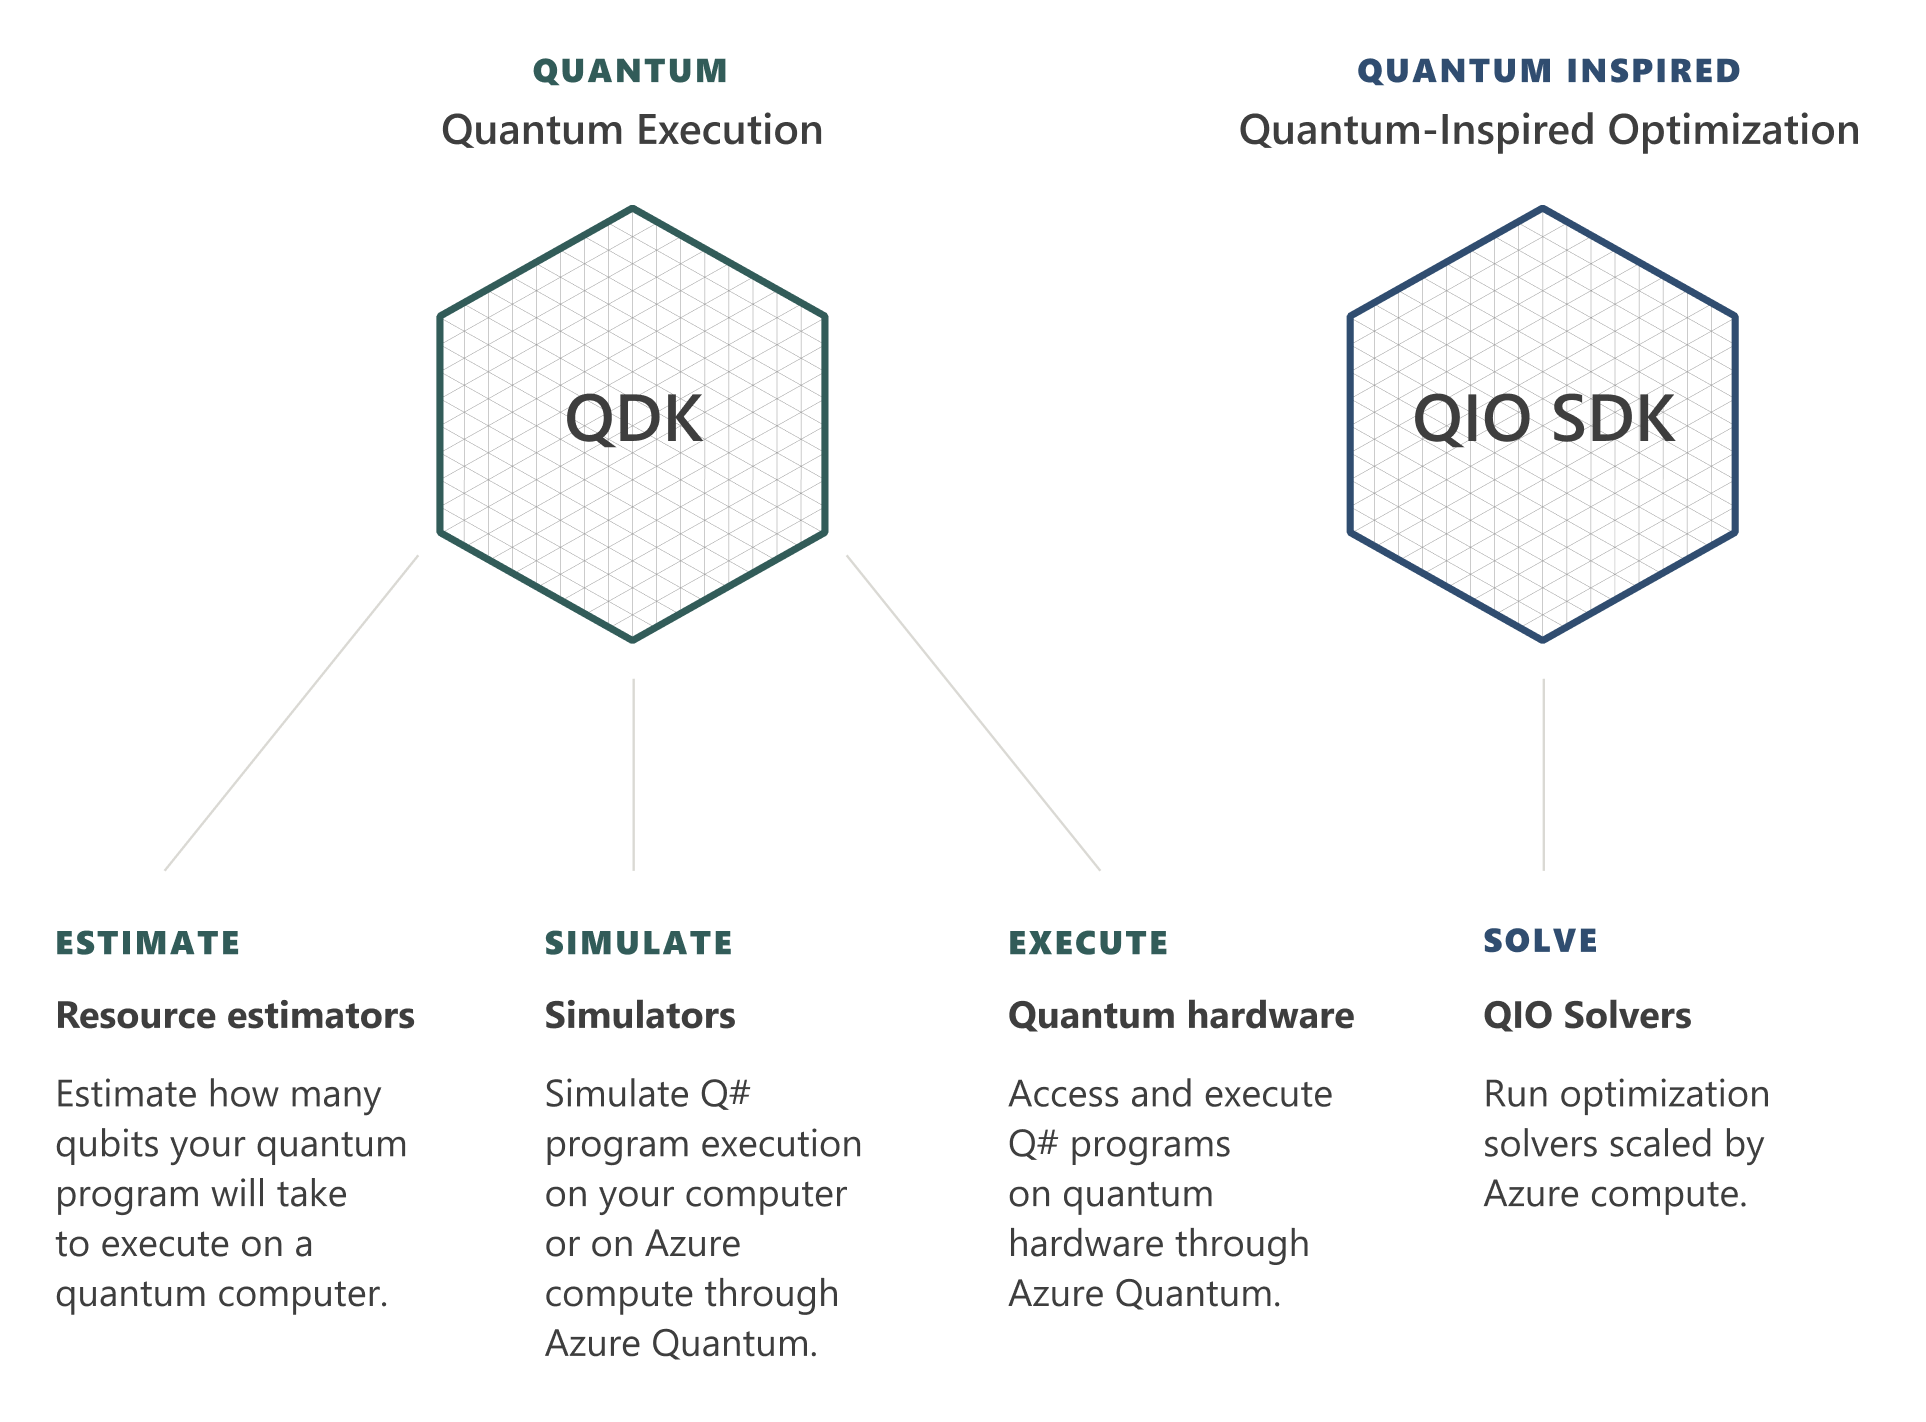 QUANTUM
Quantum Execution
QUANTUM INSPIRED
Quantum-Inspired Optimization
QDK
QIO SDK
ESTIMATE
Resource estimators
Estimate how many
qubits your quantum
program will take
to execute on a
quantum computer.
SIMULATE
Simulators
Simulate Q#
program execution
on your computer
or on Azure
compute through
Azure Quantum.
EXECUTE
Quantum hardware
Access and execute
Q# programs
on quantum
hardware through
Azure Quantum.
SOLVE
QIO Solvers
Run optimization
solvers scaled by
Azure compute.